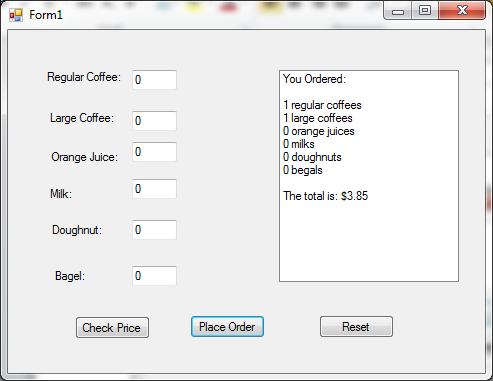 Form1
Regular Coffee: 0
Large Coffee: 0
Orange Juice: 0
Milk: 0
Doughnut: 0
Bagel: 0
You Ordered:
1 regular coffees
1 large coffees
0 orange juices
0 milks
0 doughnuts
0 begals
The total is: $3.85
Check Price
Place Order
Reset